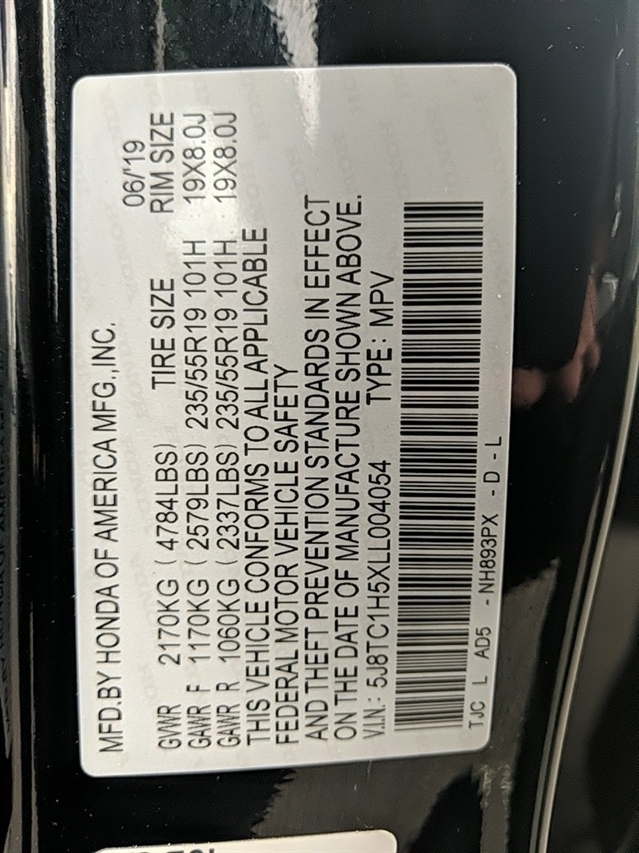 MFD.BY HONDA OF AMERICA MFG.,INC. 06/'19
GVWR 2170KG ( 4784LBS) TIRE SIZE RIM SIZE
GAWR F 1170KG ( 2579LBS) 235/55R19 101H 19X8.0J
GAWR R 1060KG ( 2337LBS) 235/55R19 101H 19X8.0J
THIS VEHICLE CONFORMS TO ALL APPLICABLE
FEDERAL MOTOR VEHICLE SAFETY
AND THEFT PREVENTION STANDARDS IN EFFECT
ON THE DATE OF MANUFACTURE SHOWN ABOVE.
V.I.N.: 5J8TC1H5XLL004054 TYPE: MPV
TJC L AD5 - NH893PX - D - L